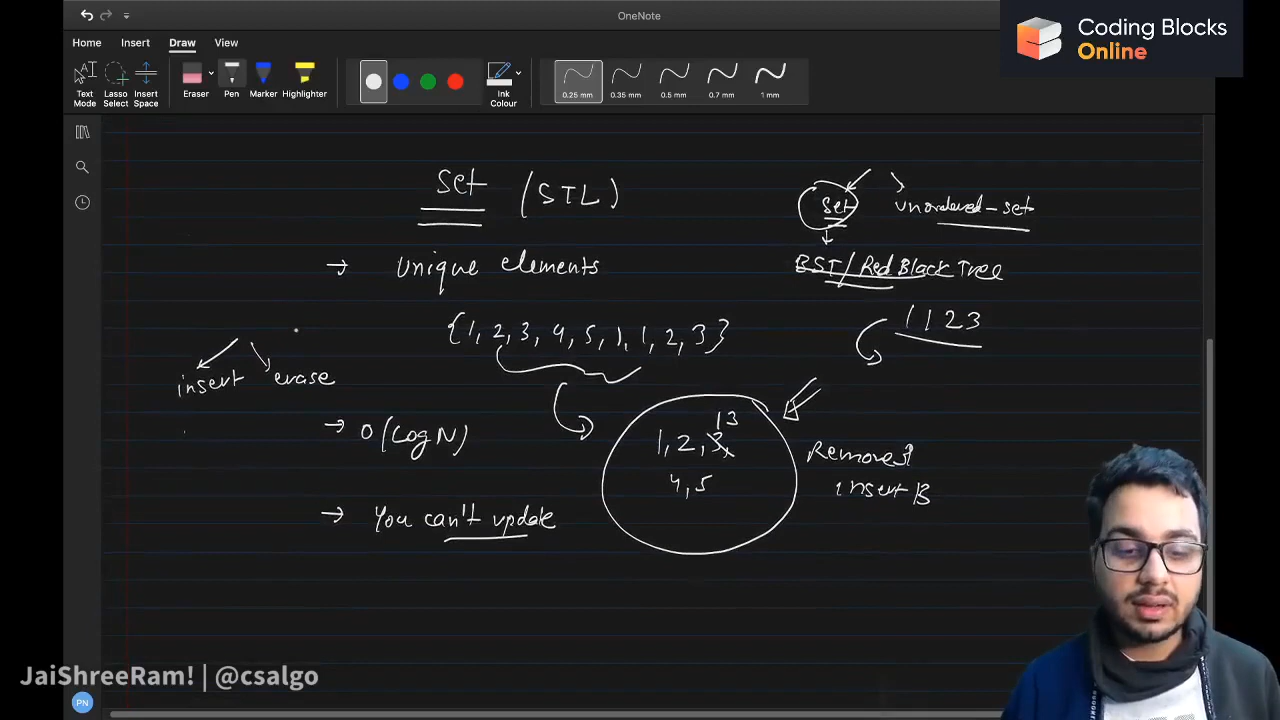 OneNote
Coding Blocks
Online
Home Insert Draw View
Text Mode
Lasso Select
Insert Space
Eraser
Pen
Marker
Highlighter
Ink Colour
0.25 mm
0.35 mm
0.5 mm
0.7 mm
1 mm
Set (STL)
Set unordered-set
→ Unique elements
BST/Red Black Tree
{1, 2, 3, 4, 5, 1, 1, 2, 3}
1 1 2 3
insert erase
→ O(Log N)
13
1, 2, 3,
4, 5
Remove 3
insert 13
→ You can't update
JaiShreeRam! | @csalgo
PN